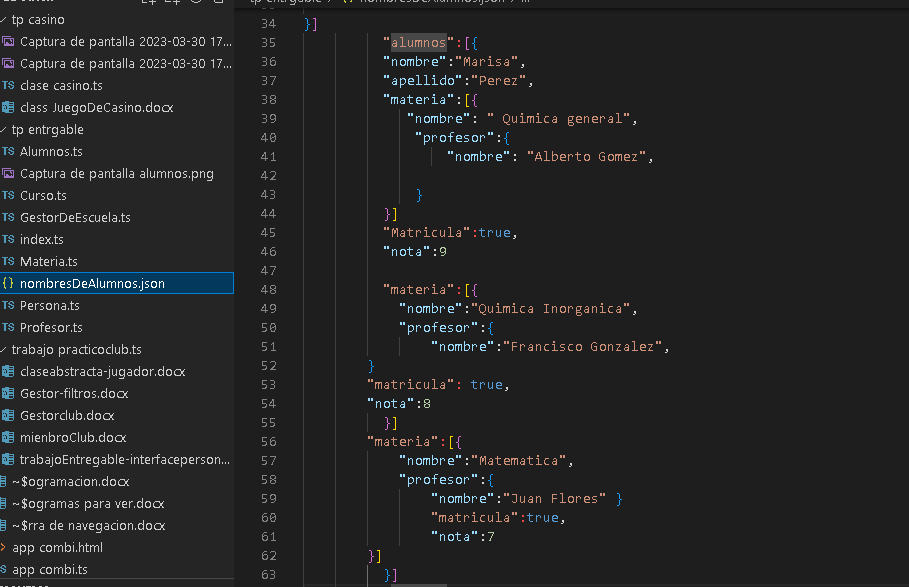 tp casino
Captura de pantalla 2023-03-30 17...
Captura de pantalla 2023-03-30 17...
TS clase casino.ts
class JuegoDeCasino.docx
tp entrgable
TS Alumnos.ts
Captura de pantalla alumnos.png
TS Curso.ts
TS GestorDeEscuela.ts
TS index.ts
TS Materia.ts
{} nombresDeAlumnos.json
TS Persona.ts
TS Profesor.ts
trabajo practicoclub.ts
claseabstracta-jugador.docx
Gestor-filtros.docx
Gestorclub.docx
mienbroClub.docx
trabajoEntregable-interfaceperson...
~$ogramacion.docx
~$ogramas para ver.docx
~$rra de navegacion.docx
app combi.html
app combi.ts
34 }]
35 "alumnos":[{
36 "nombre":"Marisa",
37 "apellido":"Perez",
38 "materia":[{
39 "nombre": " Quimica general",
40 "profesor":{
41 "nombre": "Alberto Gomez",
42
43 }
44 }]
45 "Matricula":true,
46 "nota":9
47
48 "materia":[{
49 "nombre":"Quimica Inorganica",
50 "profesor":{
51 "nombre":"Francisco Gonzalez",
52 }
53 "matricula": true,
54 "nota":8
55 }]
56 "materia":[{
57 "nombre":"Matematica",
58 "profesor":{
59 "nombre":"Juan Flores" }
60 "matricula":true,
61 "nota":7
62 }]
63 }]